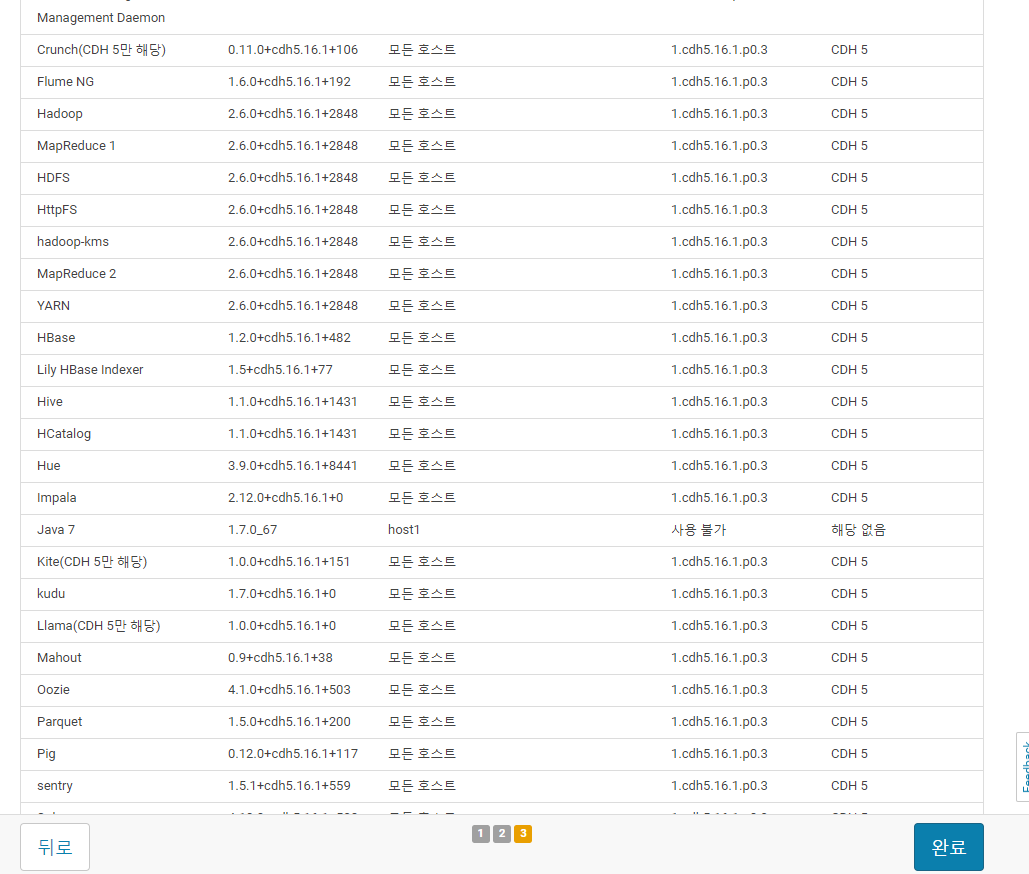 Management Daemon
Crunch(CDH 5만 해당) 0.11.0+cdh5.16.1+106 모든 호스트 1.cdh5.16.1.p0.3 CDH 5
Flume NG 1.6.0+cdh5.16.1+192 모든 호스트 1.cdh5.16.1.p0.3 CDH 5
Hadoop 2.6.0+cdh5.16.1+2848 모든 호스트 1.cdh5.16.1.p0.3 CDH 5
MapReduce 1 2.6.0+cdh5.16.1+2848 모든 호스트 1.cdh5.16.1.p0.3 CDH 5
HDFS 2.6.0+cdh5.16.1+2848 모든 호스트 1.cdh5.16.1.p0.3 CDH 5
HttpFS 2.6.0+cdh5.16.1+2848 모든 호스트 1.cdh5.16.1.p0.3 CDH 5
hadoop-kms 2.6.0+cdh5.16.1+2848 모든 호스트 1.cdh5.16.1.p0.3 CDH 5
MapReduce 2 2.6.0+cdh5.16.1+2848 모든 호스트 1.cdh5.16.1.p0.3 CDH 5
YARN 2.6.0+cdh5.16.1+2848 모든 호스트 1.cdh5.16.1.p0.3 CDH 5
HBase 1.2.0+cdh5.16.1+482 모든 호스트 1.cdh5.16.1.p0.3 CDH 5
Lily HBase Indexer 1.5+cdh5.16.1+77 모든 호스트 1.cdh5.16.1.p0.3 CDH 5
Hive 1.1.0+cdh5.16.1+1431 모든 호스트 1.cdh5.16.1.p0.3 CDH 5
HCatalog 1.1.0+cdh5.16.1+1431 모든 호스트 1.cdh5.16.1.p0.3 CDH 5
Hue 3.9.0+cdh5.16.1+8441 모든 호스트 1.cdh5.16.1.p0.3 CDH 5
Impala 2.12.0+cdh5.16.1+0 모든 호스트 1.cdh5.16.1.p0.3 CDH 5
Java 7 1.7.0_67 host1 사용 불가 해당 없음
Kite(CDH 5만 해당) 1.0.0+cdh5.16.1+151 모든 호스트 1.cdh5.16.1.p0.3 CDH 5
kudu 1.7.0+cdh5.16.1+0 모든 호스트 1.cdh5.16.1.p0.3 CDH 5
Llama(CDH 5만 해당) 1.0.0+cdh5.16.1+0 모든 호스트 1.cdh5.16.1.p0.3 CDH 5
Mahout 0.9+cdh5.16.1+38 모든 호스트 1.cdh5.16.1.p0.3 CDH 5
Oozie 4.1.0+cdh5.16.1+503 모든 호스트 1.cdh5.16.1.p0.3 CDH 5
Parquet 1.5.0+cdh5.16.1+200 모든 호스트 1.cdh5.16.1.p0.3 CDH 5
Pig 0.12.0+cdh5.16.1+117 모든 호스트 1.cdh5.16.1.p0.3 CDH 5
sentry 1.5.1+cdh5.16.1+559 모든 호스트 1.cdh5.16.1.p0.3 CDH 5
Feedback
뒤로 1 2 3 완료